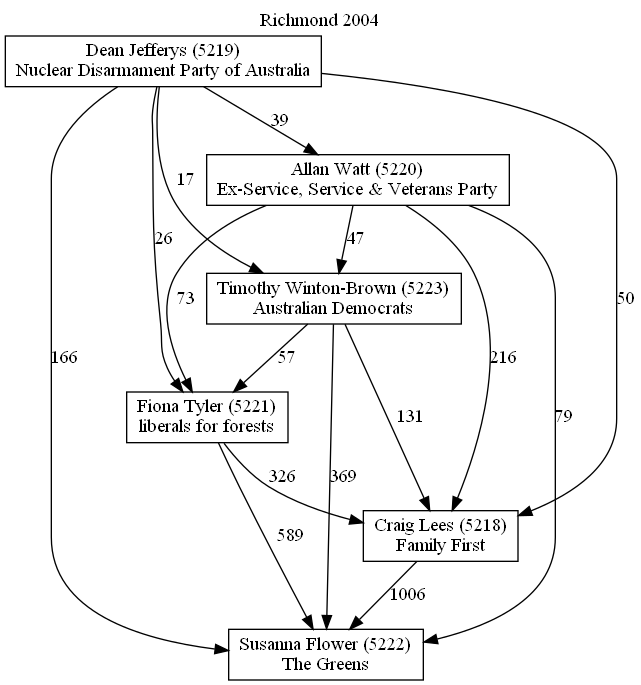 Richmond 2004
Dean Jefferys (5219)
Nuclear Disarmament Party of Australia
39
Allan Watt (5220)
Ex-Service, Service & Veterans Party
17
26
47
73
Timothy Winton-Brown (5223)
Australian Democrats
50
166
57
216
79
Fiona Tyler (5221)
liberals for forests
131
326
369
Craig Lees (5218)
Family First
589
1006
Susanna Flower (5222)
The Greens